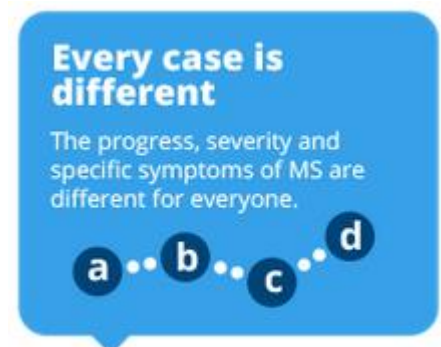 Every case is
different
The progress, severity and
specific symptoms of MS are
different for everyone.
a b c d